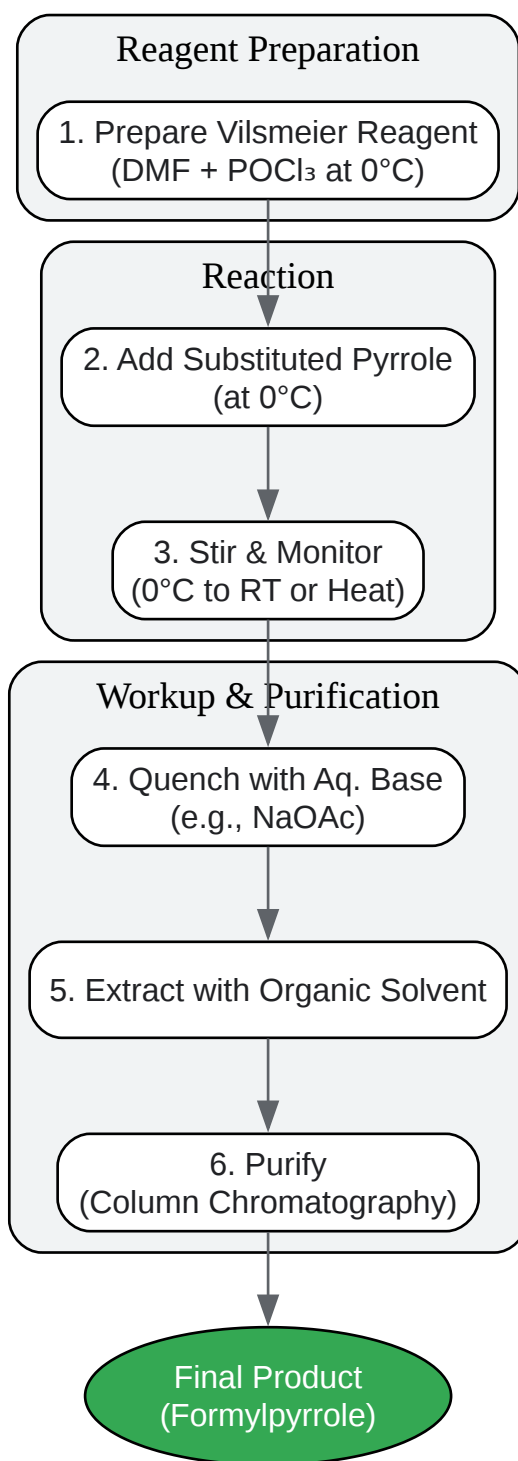 Reagent Preparation
1. Prepare Vilsmeier Reagent
(DMF + POCl₃ at 0°C)
Reaction
2. Add Substituted Pyrrole
(at 0°C)
3. Stir & Monitor
(0°C to RT or Heat)
Workup & Purification
4. Quench with Aq. Base
(e.g., NaOAc)
5. Extract with Organic Solvent
6. Purify
(Column Chromatography)
Final Product
(Formylpyrrole)